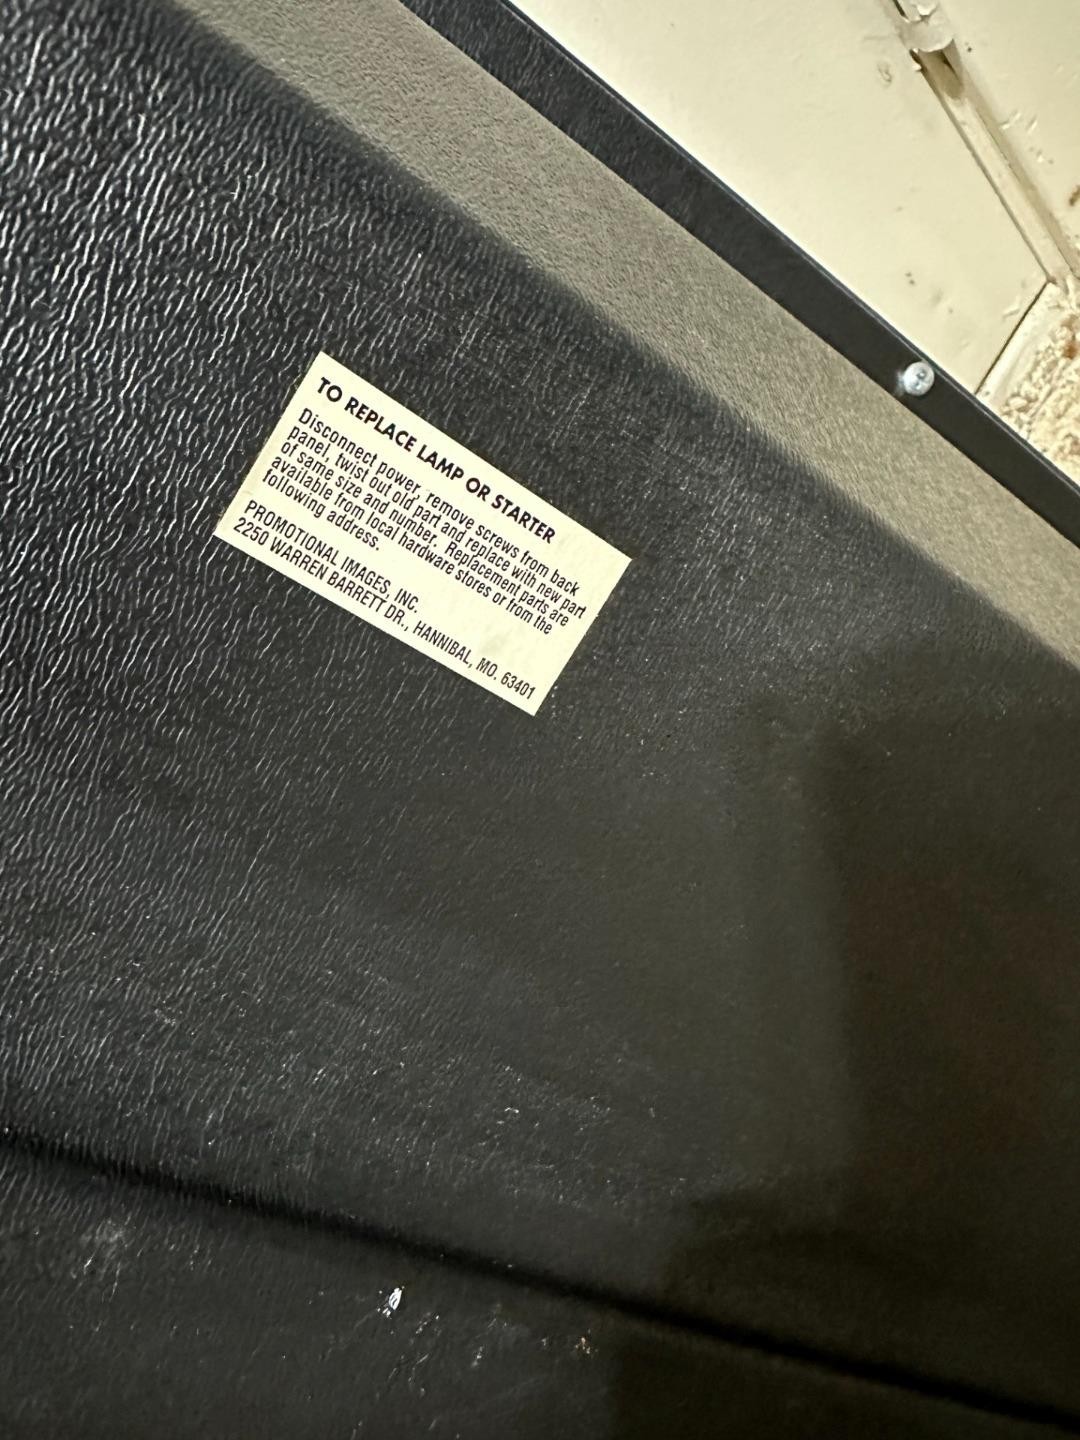 TO REPLACE LAMP OR STARTER
Disconnect power, remove screws from back
panel, twist out old part and replace with new part
of same size and number. Replacement parts are
available from local hardware stores or from the
following address.
PROMOTIONAL IMAGES, INC.
2250 WARREN BARRETT DR., HANNIBAL, MO. 63401